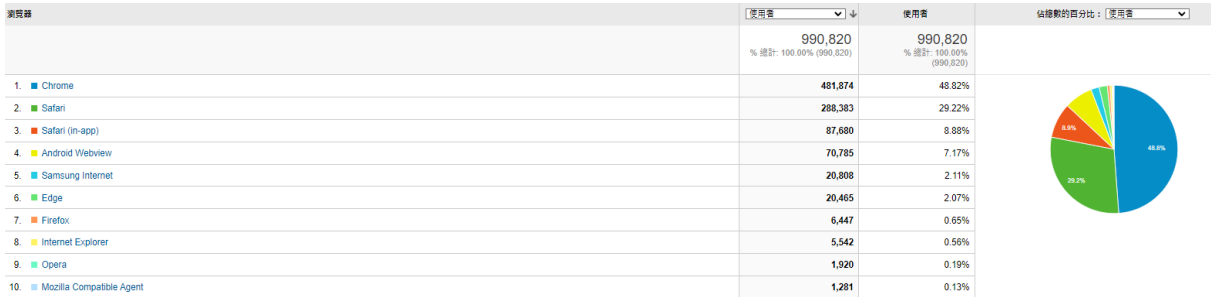 瀏覽器 使用者 使用者 佔總數的百分比： 使用者
990,820 990,820
% 總計: 100.00% (990,820) % 總計: 100.00% (990,820)
1. Chrome 481,874 48.82%
2. Safari 288,383 29.22%
3. Safari (in-app) 87,680 8.88%
4. Android Webview 70,785 7.17%
5. Samsung Internet 20,808 2.11%
6. Edge 20,465 2.07%
7. Firefox 6,447 0.65%
8. Internet Explorer 5,542 0.56%
9. Opera 1,920 0.19%
10. Mozilla Compatible Agent 1,281 0.13%
8.9%
48.8%
29.2%